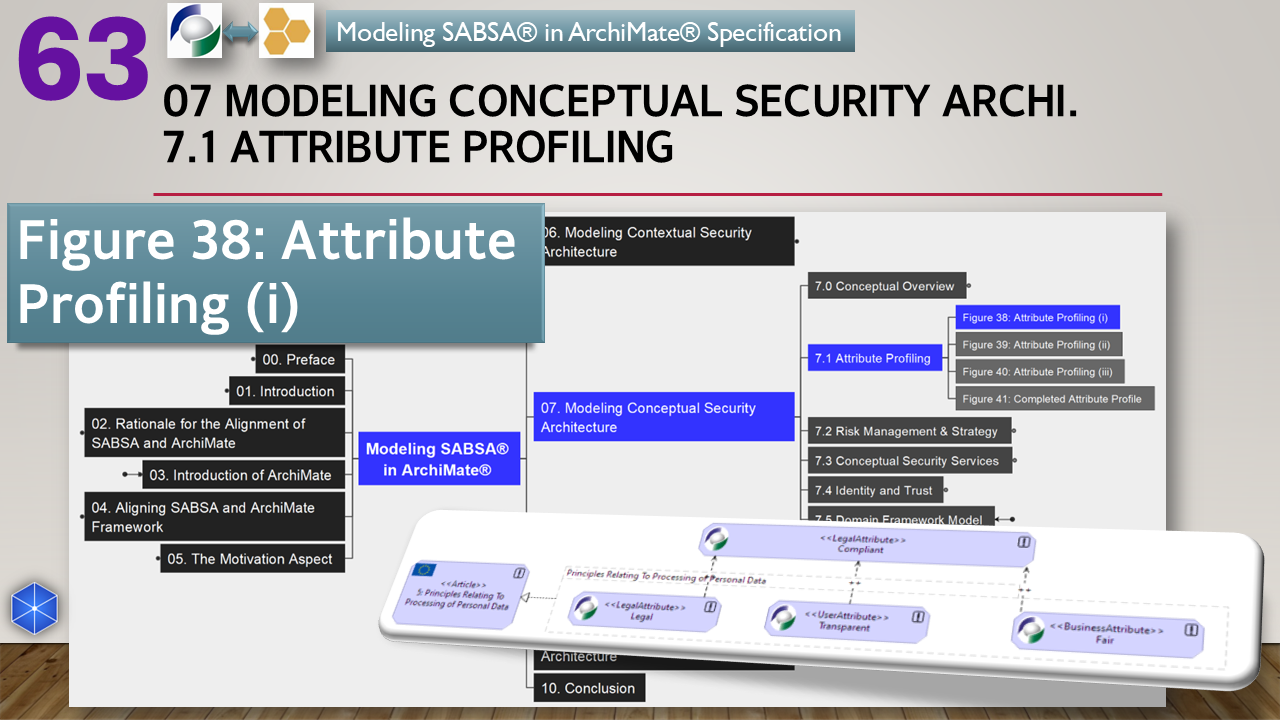 63
Modeling SABSA® in ArchiMate® Specification
07 MODELING CONCEPTUAL SECURITY ARCHI.
7.1 ATTRIBUTE PROFILING
Figure 38: Attribute
Profiling (i)
06. Modeling Contextual Security
Architecture
7.0 Conceptual Overview
Figure 38: Attribute Profiling (i)
Figure 39: Attribute Profiling (ii)
7.1 Attribute Profiling
Figure 40: Attribute Profiling (iii)
Figure 41: Completed Attribute Profile
00. Preface
01. Introduction
02. Rationale for the Alignment of
SABSA and ArchiMate
03. Introduction of ArchiMate
04. Aligning SABSA and ArchiMate
Framework
05. The Motivation Aspect
Modeling SABSA®
in ArchiMate®
07. Modeling Conceptual Security
Architecture
7.2 Risk Management & Strategy
7.3 Conceptual Security Services
7.4 Identity and Trust
7.5 Domain Framework Model
<<LegalAttribute>>
Compliant
<<Article>>
5: Principles Relating To
Processing of Personal Data
Principles Relating To Processing of Personal Data
<<LegalAttribute>>
Legal
<<UserAttribute>>
Transparent
<<BusinessAttribute>>
Fair
Architecture
10. Conclusion